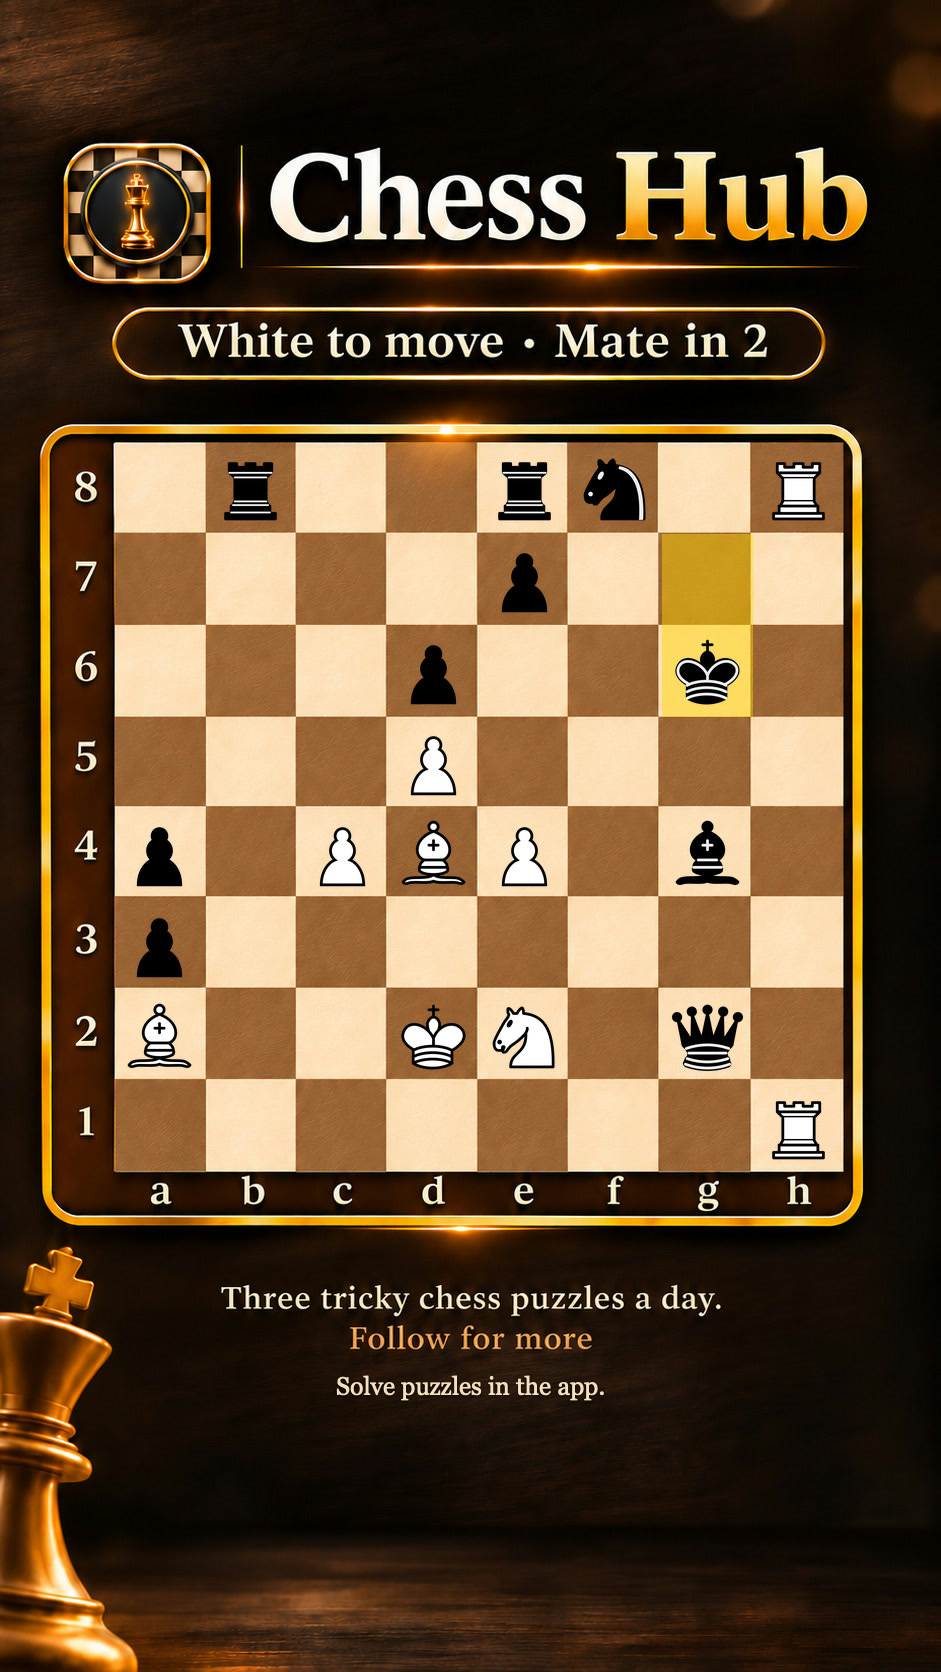 Chess Hub
White to move • Mate in 2
8
7
6
5
4
3
2
1
a b c d e f g h
Three tricky chess puzzles a day.
Follow for more
Solve puzzles in the app.